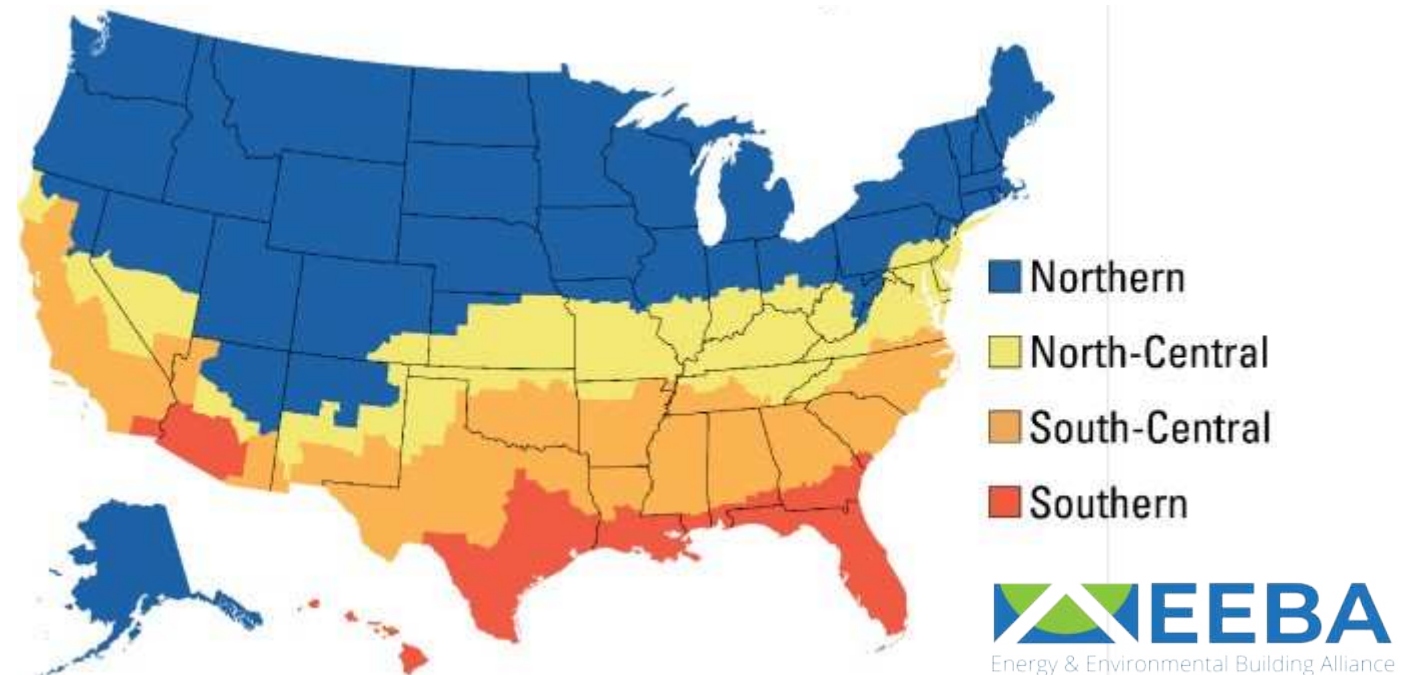 Northern
North-Central
South-Central
Southern
EEBA
Energy & Environmental Building Alliance